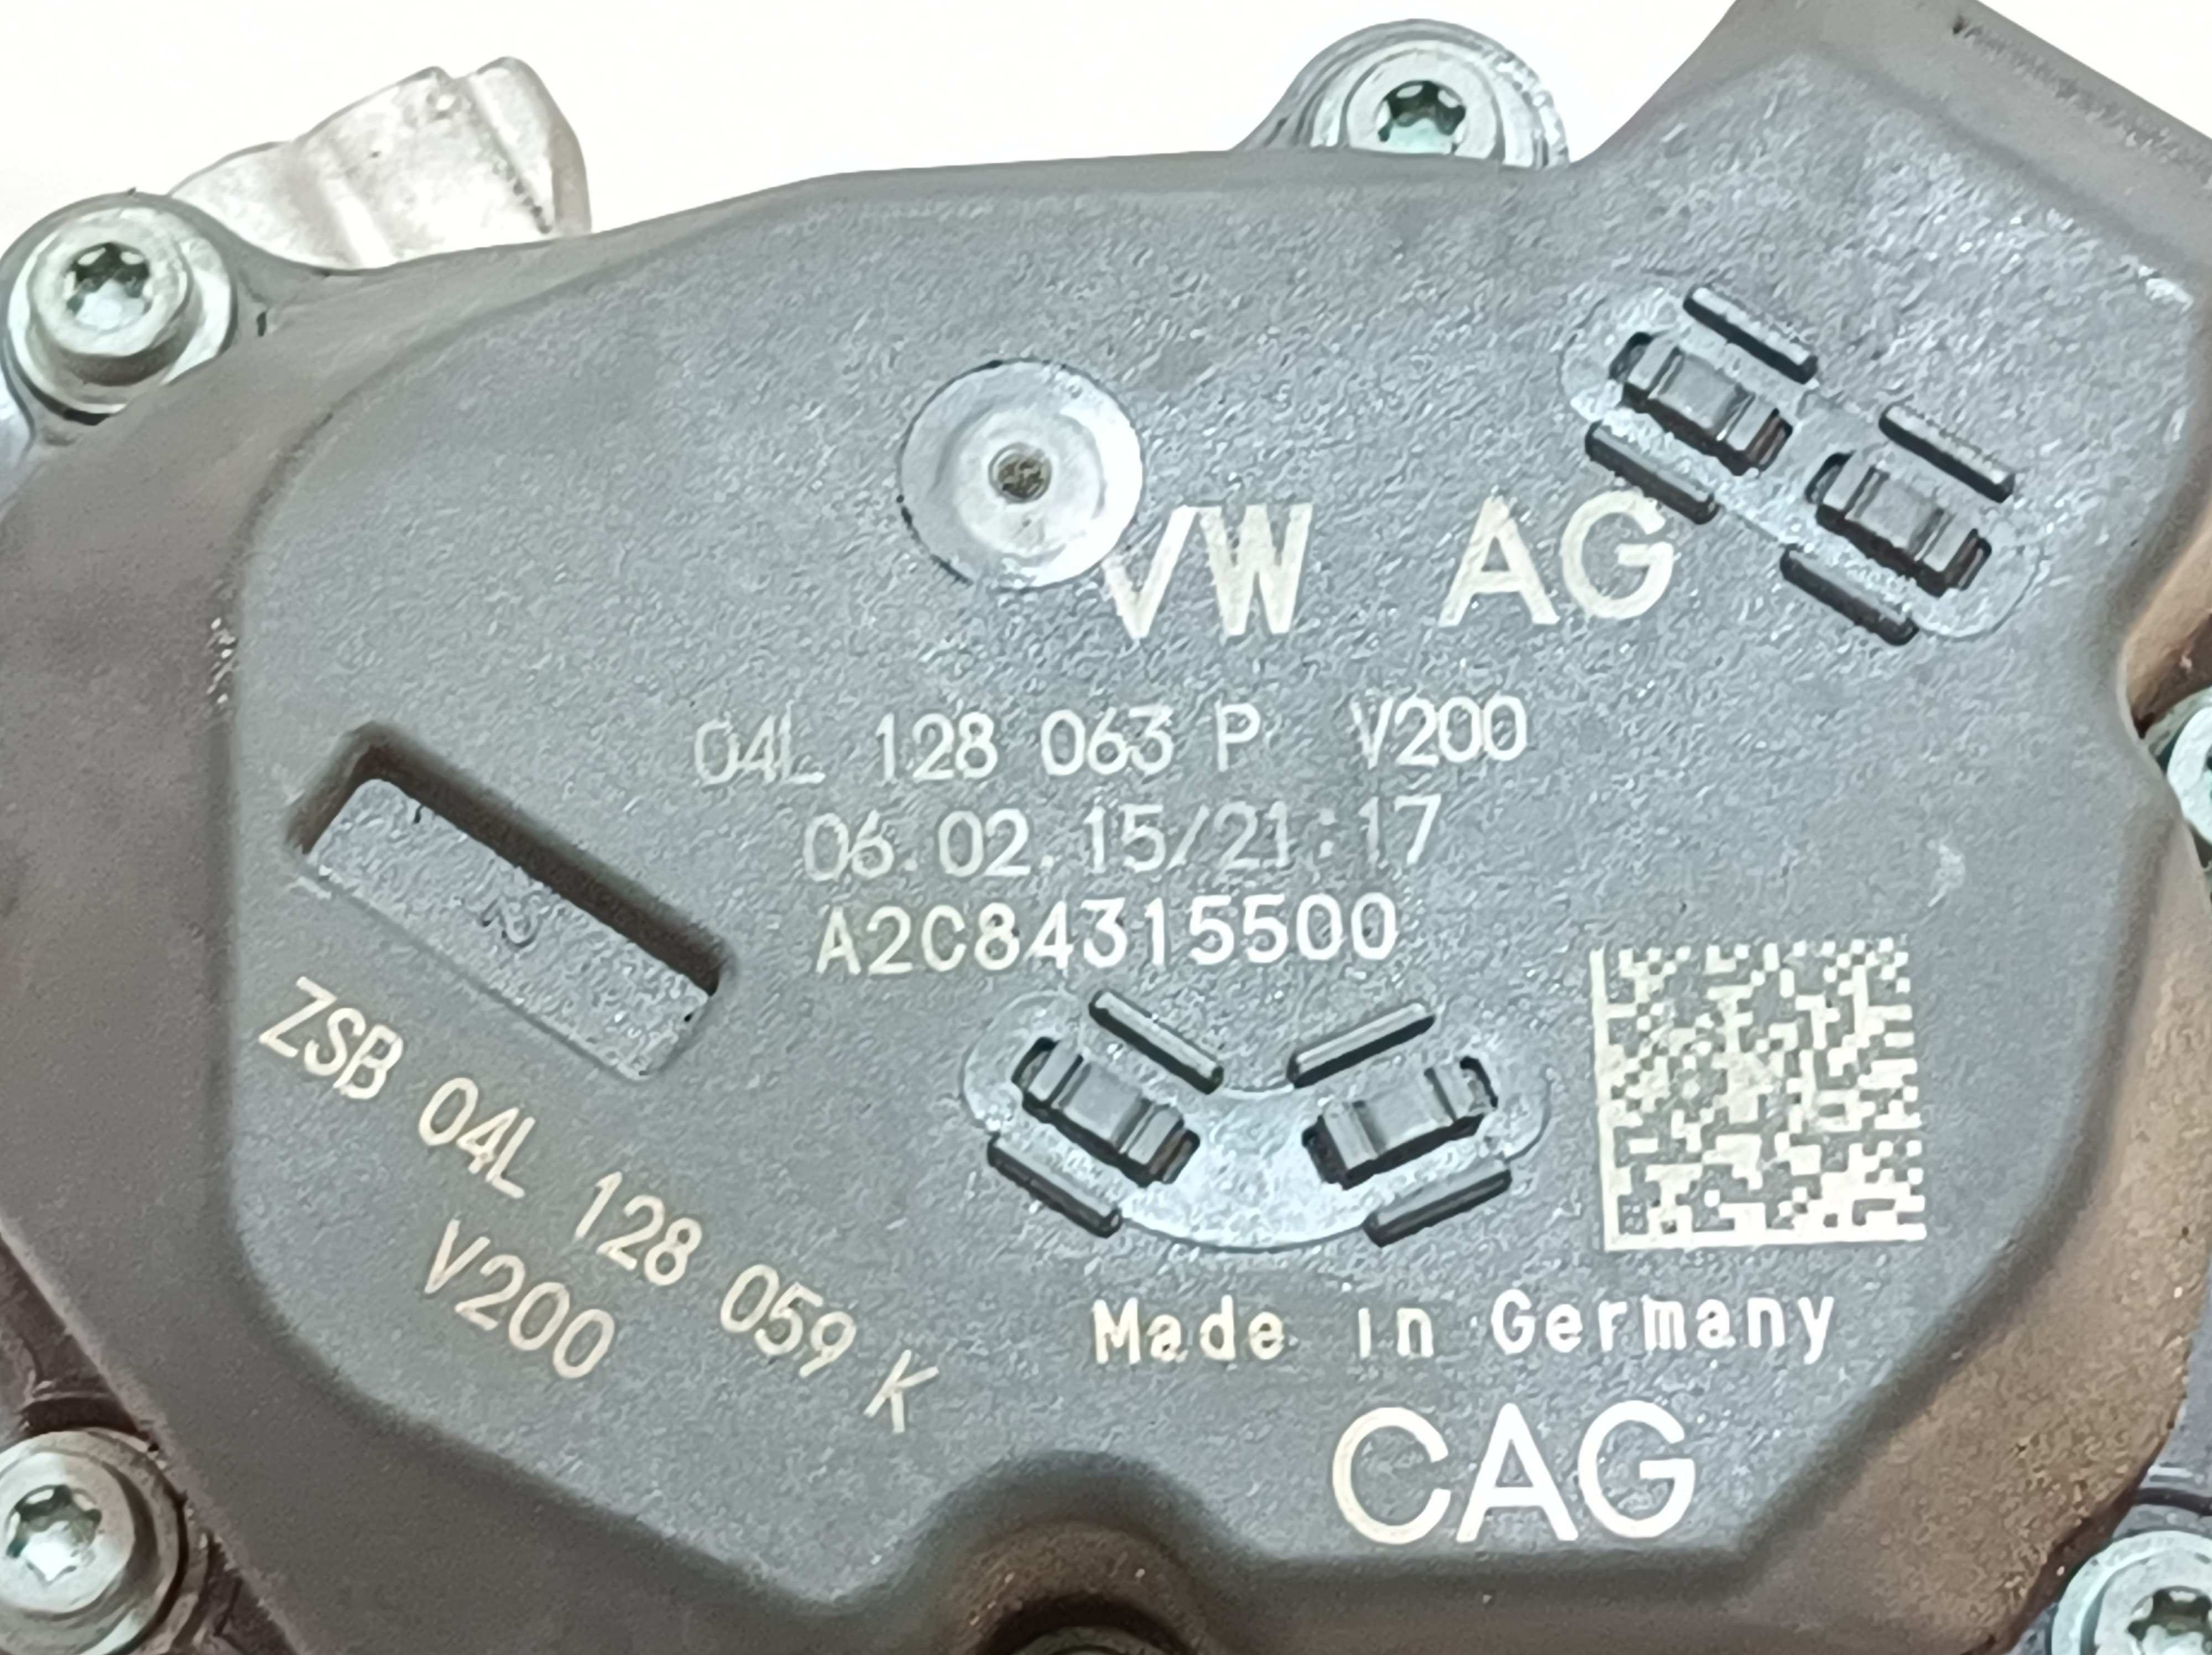 VW AG
04L 128 063 P V200
06.02.15/21:17
A2C84315500
2
ZSB 04L 128 059 K
V200
Made in Germany
CAG